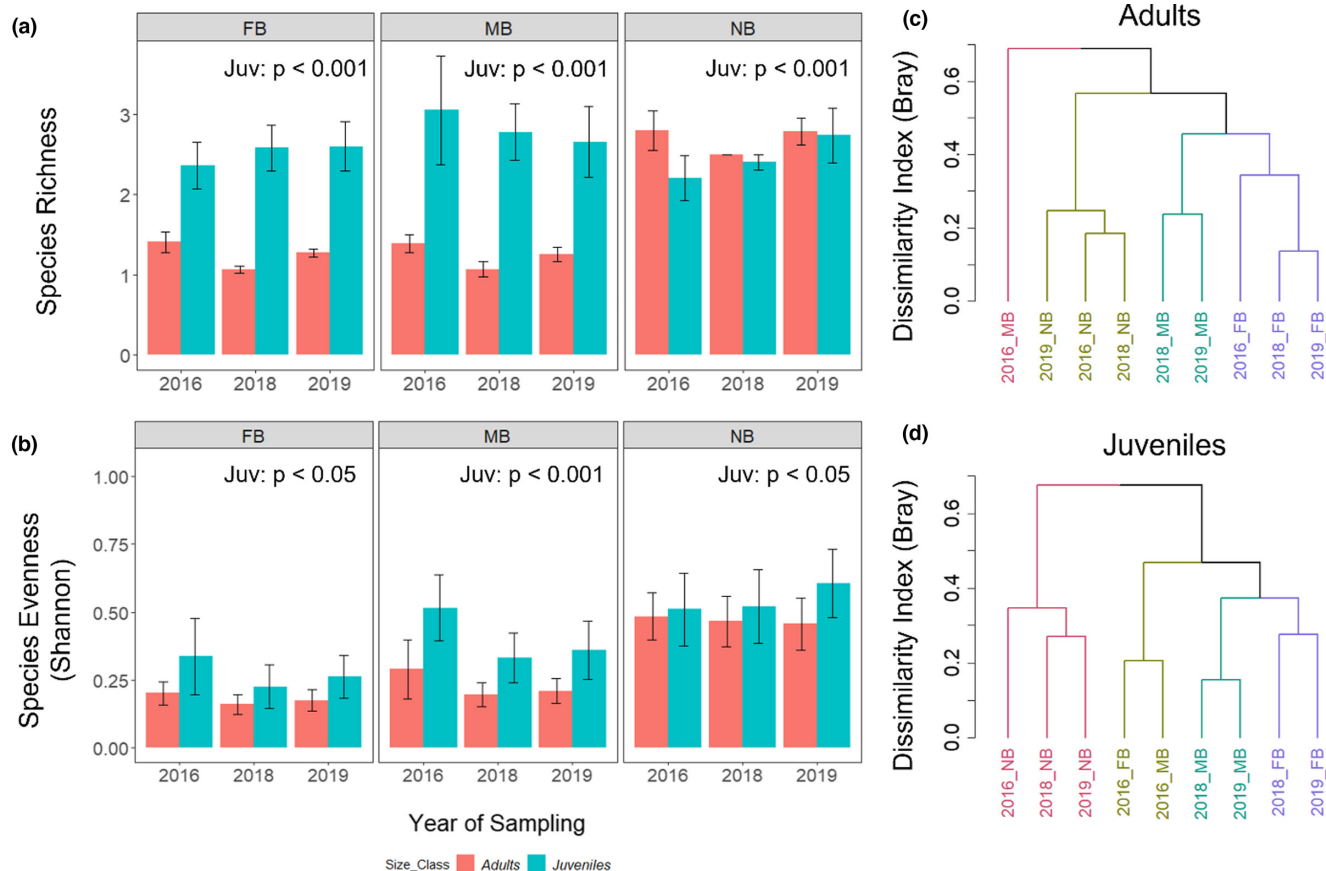 (a)
FB MB NB
Juv: p < 0.001 Juv: p < 0.001 Juv: p < 0.001
Species Richness
3
2
1
0
2016 2018 2019 2016 2018 2019 2016 2018 2019
(b)
FB MB NB
Juv: p < 0.05 Juv: p < 0.001 Juv: p < 0.05
Species Evenness
(Shannon)
1.00
0.75
0.50
0.25
0.00
2016 2018 2019 2016 2018 2019 2016 2018 2019
Year of Sampling
Size_Class Adults Juveniles
(c)
Adults
Dissimilarity Index (Bray)
0.6
0.4
0.2
0.0
2016_MB
2019_NB
2016_NB
2018_NB
2018_MB
2019_MB
2016_FB
2018_FB
2019_FB
(d)
Juveniles
Dissimilarity Index (Bray)
0.6
0.4
0.2
0.0
2016_NB
2018_NB
2019_NB
2016_FB
2016_MB
2018_MB
2019_MB
2018_FB
2019_FB